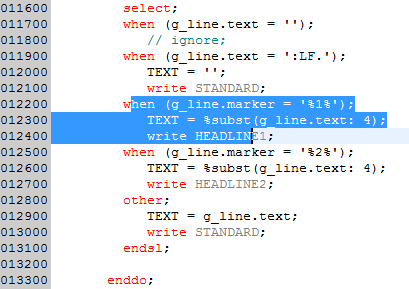 011600 select;
011700 when (g_line.text = '');
011800 // ignore;
011900 when (g_line.text = ':LF.');
012000 TEXT = '';
012100 write STANDARD;
012200 when (g_line.marker = '%1%');
012300 TEXT = %subst(g_line.text: 4);
012400 write HEADLINE1;
012500 when (g_line.marker = '%2%');
012600 TEXT = %subst(g_line.text: 4);
012700 write HEADLINE2;
012800 other;
012900 TEXT = g_line.text;
013000 write STANDARD;
013100 endsl;
013200
013300 enddo;